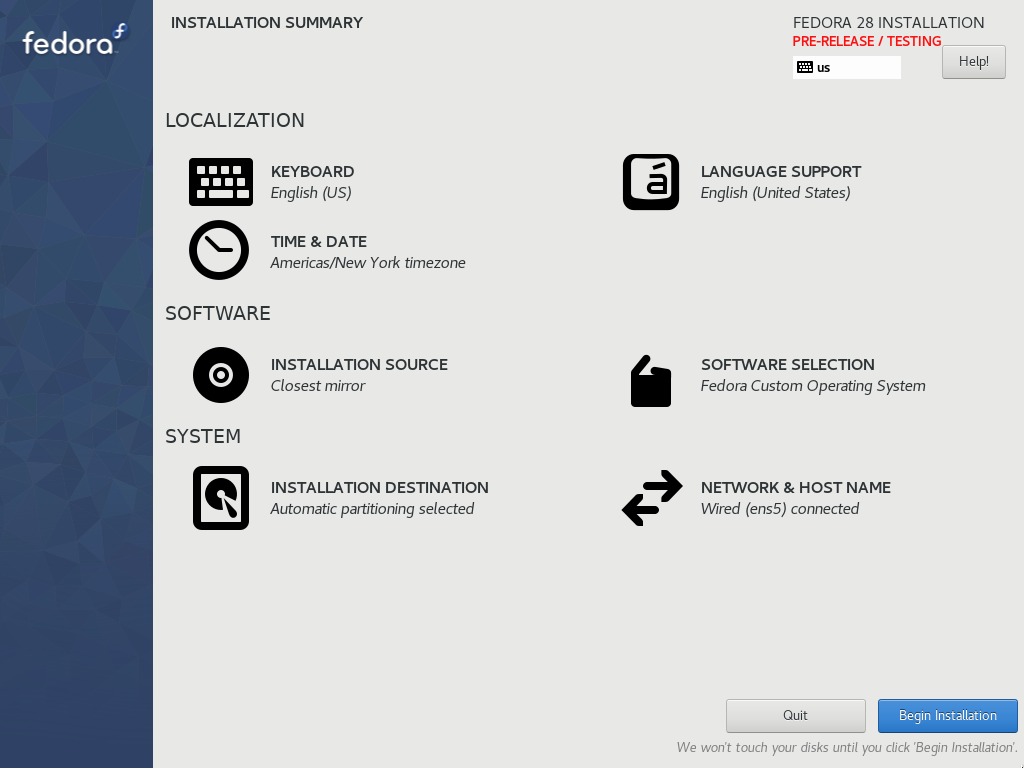 fedora
INSTALLATION SUMMARY
FEDORA 28 INSTALLATION
PRE-RELEASE / TESTING
us
Help!
LOCALIZATION
KEYBOARD
English (US)
LANGUAGE SUPPORT
English (United States)
TIME & DATE
Americas/New York timezone
SOFTWARE
INSTALLATION SOURCE
Closest mirror
SOFTWARE SELECTION
Fedora Custom Operating System
SYSTEM
INSTALLATION DESTINATION
Automatic partitioning selected
NETWORK & HOST NAME
Wired (ens5) connected
Quit
Begin Installation
We won't touch your disks until you click 'Begin Installation'.